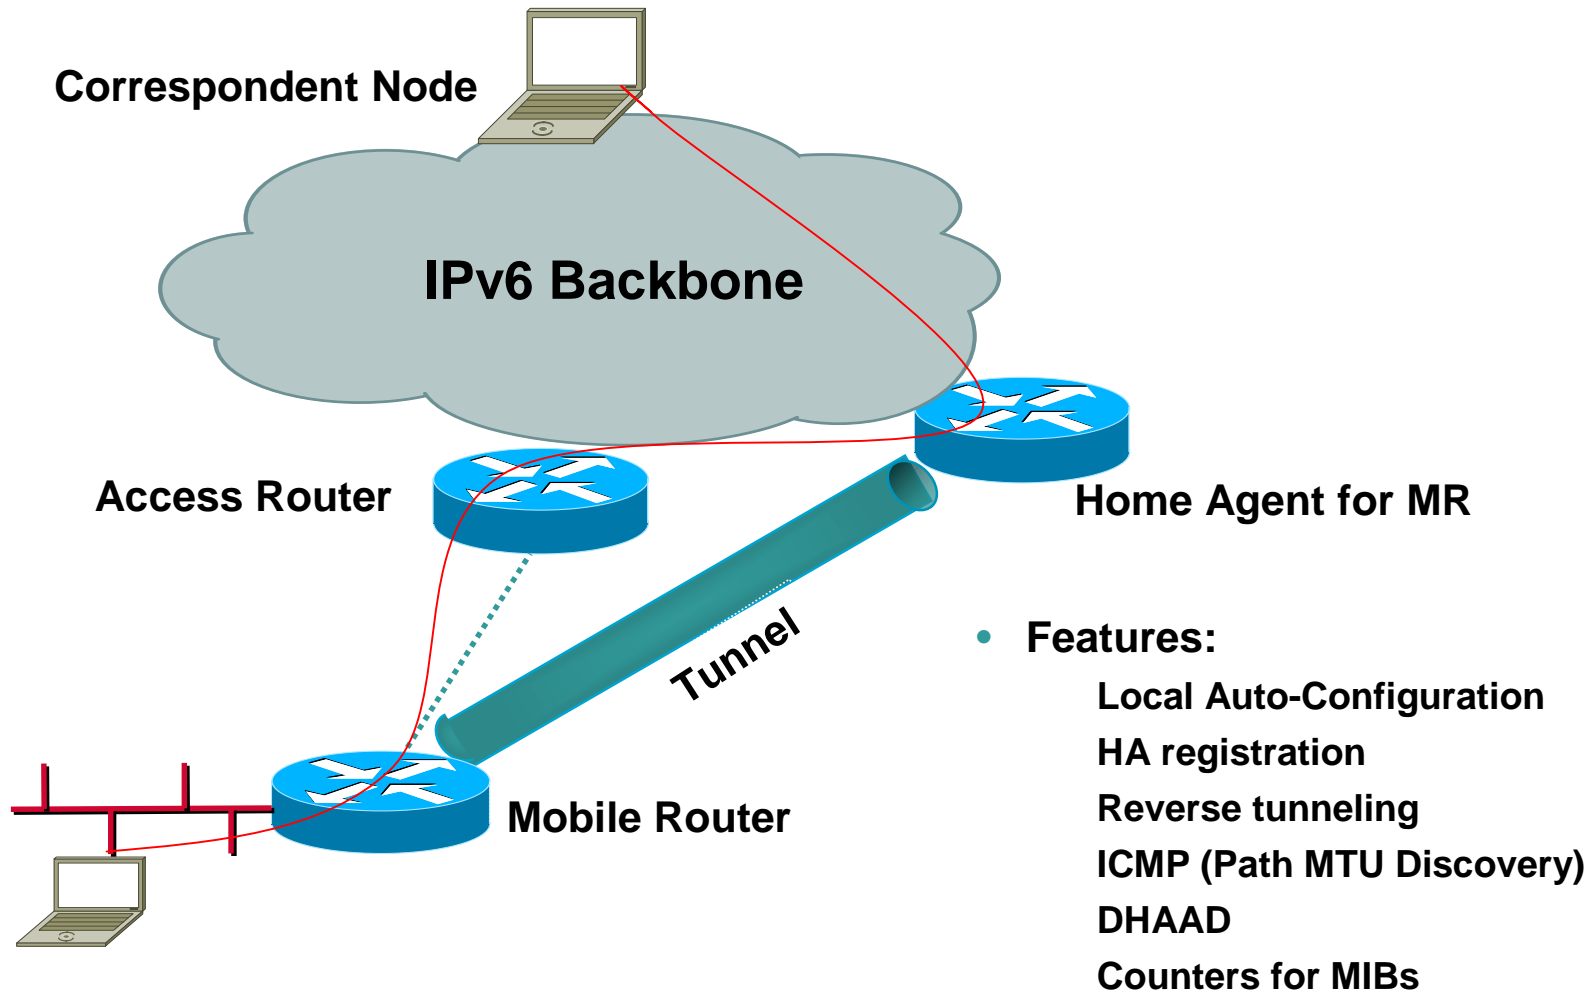 Correspondent Node
IPv6 Backbone
Access Router
Home Agent for MR
Tunnel
Mobile Router
• Features:
Local Auto-Configuration
HA registration
Reverse tunneling
ICMP (Path MTU Discovery)
DHAAD
Counters for MIBs